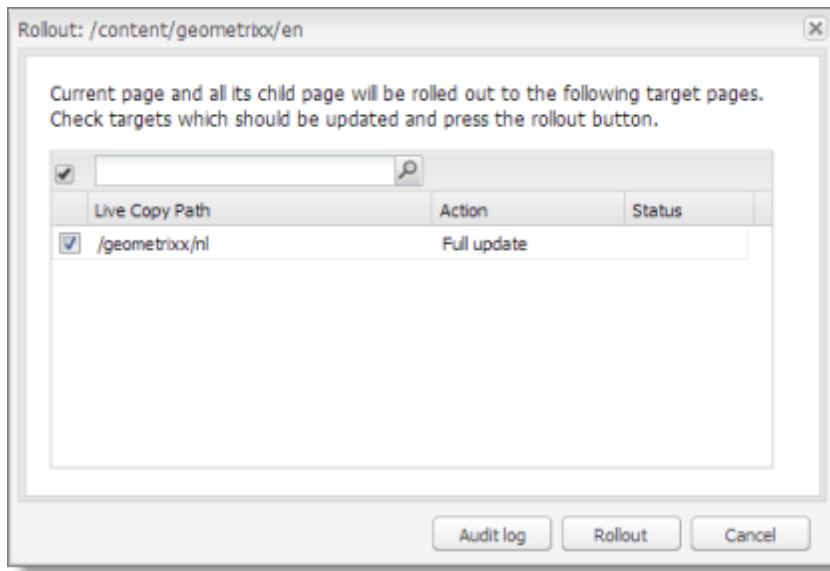 Rollout: /content/geometrixx/en
Current page and all its child page will be rolled out to the following target pages.
Check targets which should be updated and press the rollout button.
Live Copy Path Action Status
/geometrixx/nl Full update
Audit log Rollout Cancel